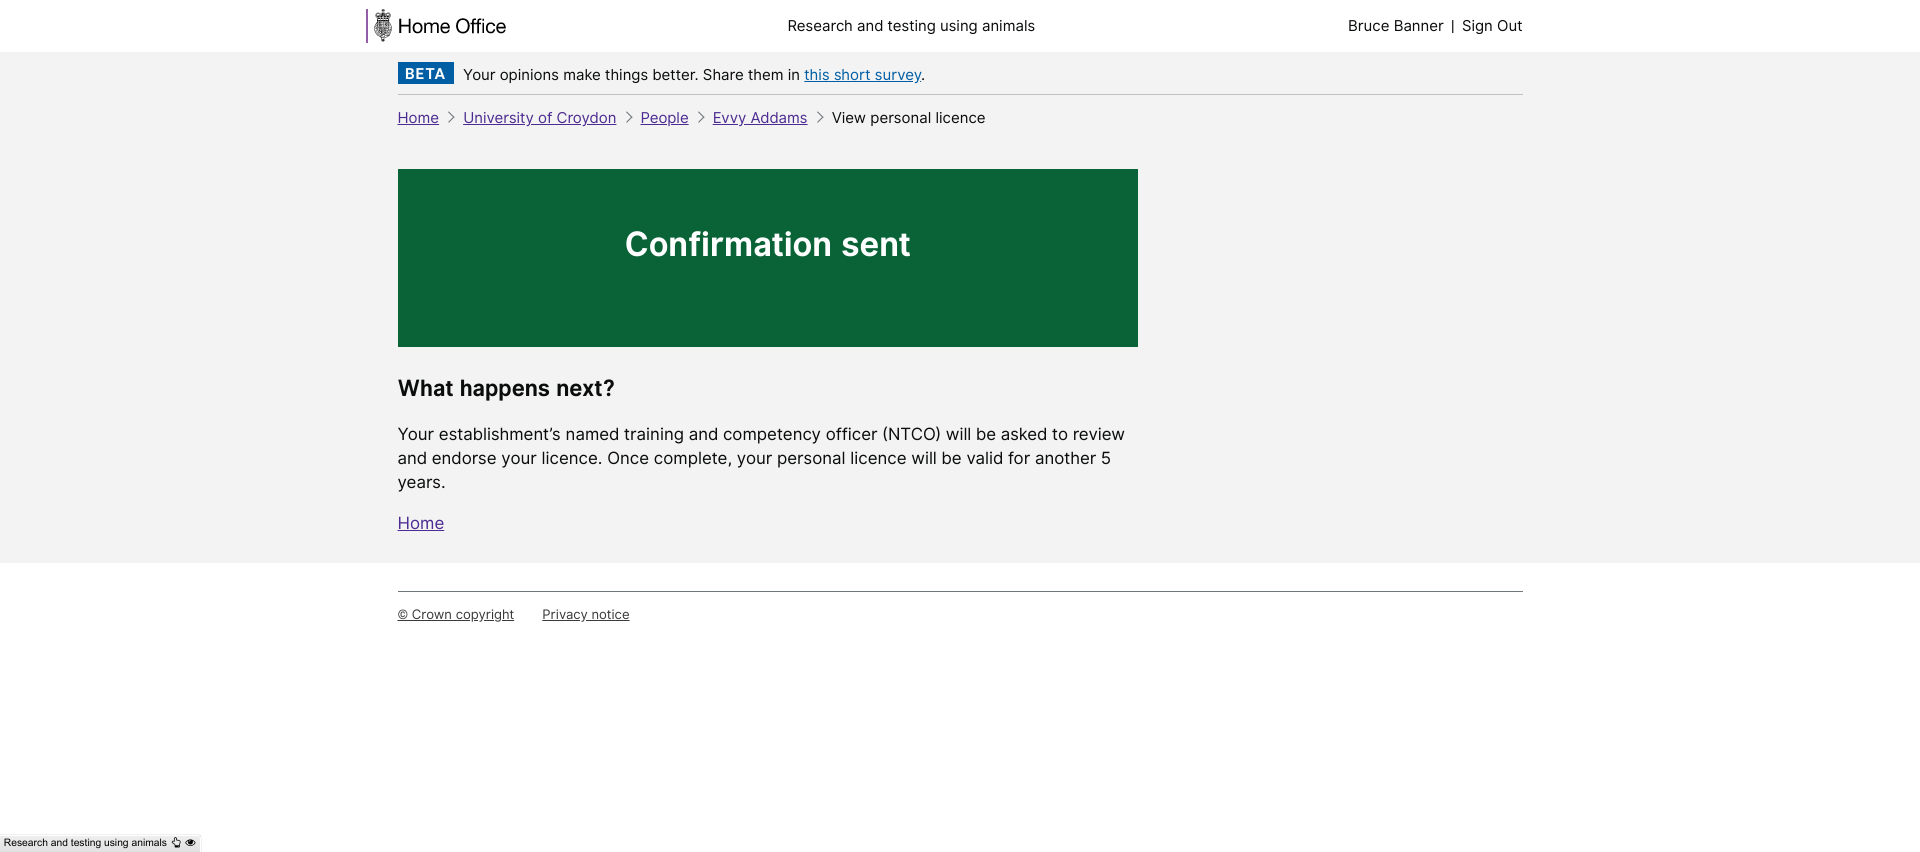 Home Office
Research and testing using animals
Bruce Banner | Sign Out
BETA Your opinions make things better. Share them in this short survey.
Home > University of Croydon > People > Evvy Addams > View personal licence
Confirmation sent
What happens next?
Your establishment’s named training and competency officer (NTCO) will be asked to review
and endorse your licence. Once complete, your personal licence will be valid for another 5
years.
Home
© Crown copyright
Privacy notice
Research and testing using animals